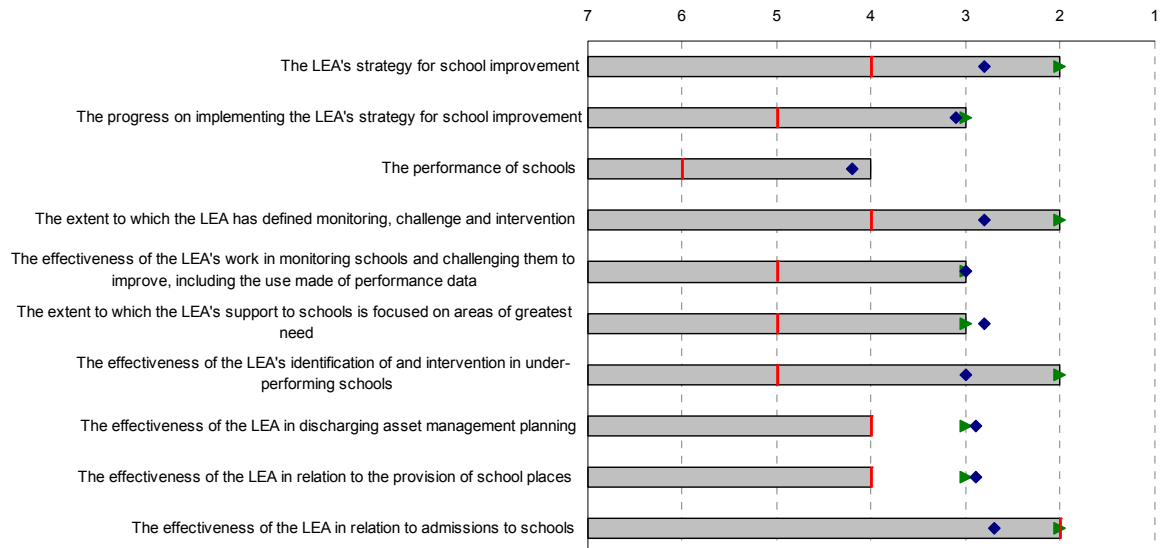 7 6 5 4 3 2 1
The LEA's strategy for school improvement
The progress on implementing the LEA's strategy for school improvement
The performance of schools
The extent to which the LEA has defined monitoring, challenge and intervention
The effectiveness of the LEA's work in monitoring schools and challenging them to
improve, including the use made of performance data
The extent to which the LEA's support to schools is focused on areas of greatest
need
The effectiveness of the LEA's identification of and intervention in under-
performing schools
The effectiveness of the LEA in discharging asset management planning
The effectiveness of the LEA in relation to the provision of school places
The effectiveness of the LEA in relation to admissions to schools